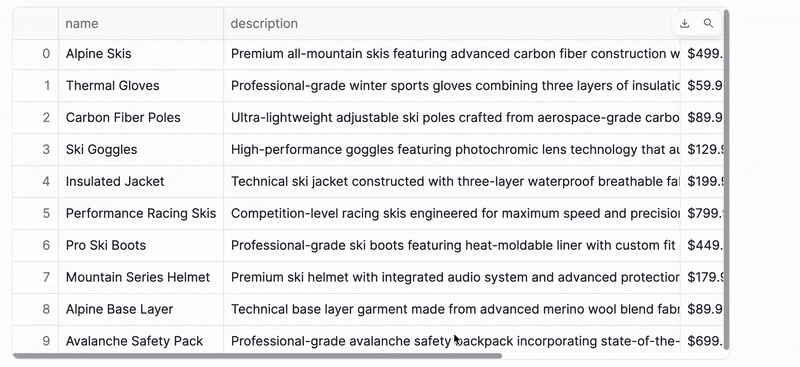 name description
0 Alpine Skis Premium all-mountain skis featuring advanced carbon fiber construction w $499.
1 Thermal Gloves Professional-grade winter sports gloves combining three layers of insulatio $59.9
2 Carbon Fiber Poles Ultra-lightweight adjustable ski poles crafted from aerospace-grade carbo $89.9
3 Ski Goggles High-performance goggles featuring photochromic lens technology that au $129.9
4 Insulated Jacket Technical ski jacket constructed with three-layer waterproof breathable fa $199.9
5 Performance Racing Skis Competition-level racing skis engineered for maximum speed and precision $799.
6 Pro Ski Boots Professional-grade ski boots featuring heat-moldable liner with custom fit $449.
7 Mountain Series Helmet Premium ski helmet with integrated audio system and advanced protection $179.9
8 Alpine Base Layer Technical base layer garment made from advanced merino wool blend fab $89.9
9 Avalanche Safety Pack Professional-grade avalanche safety backpack incorporating state-of-the- $699.